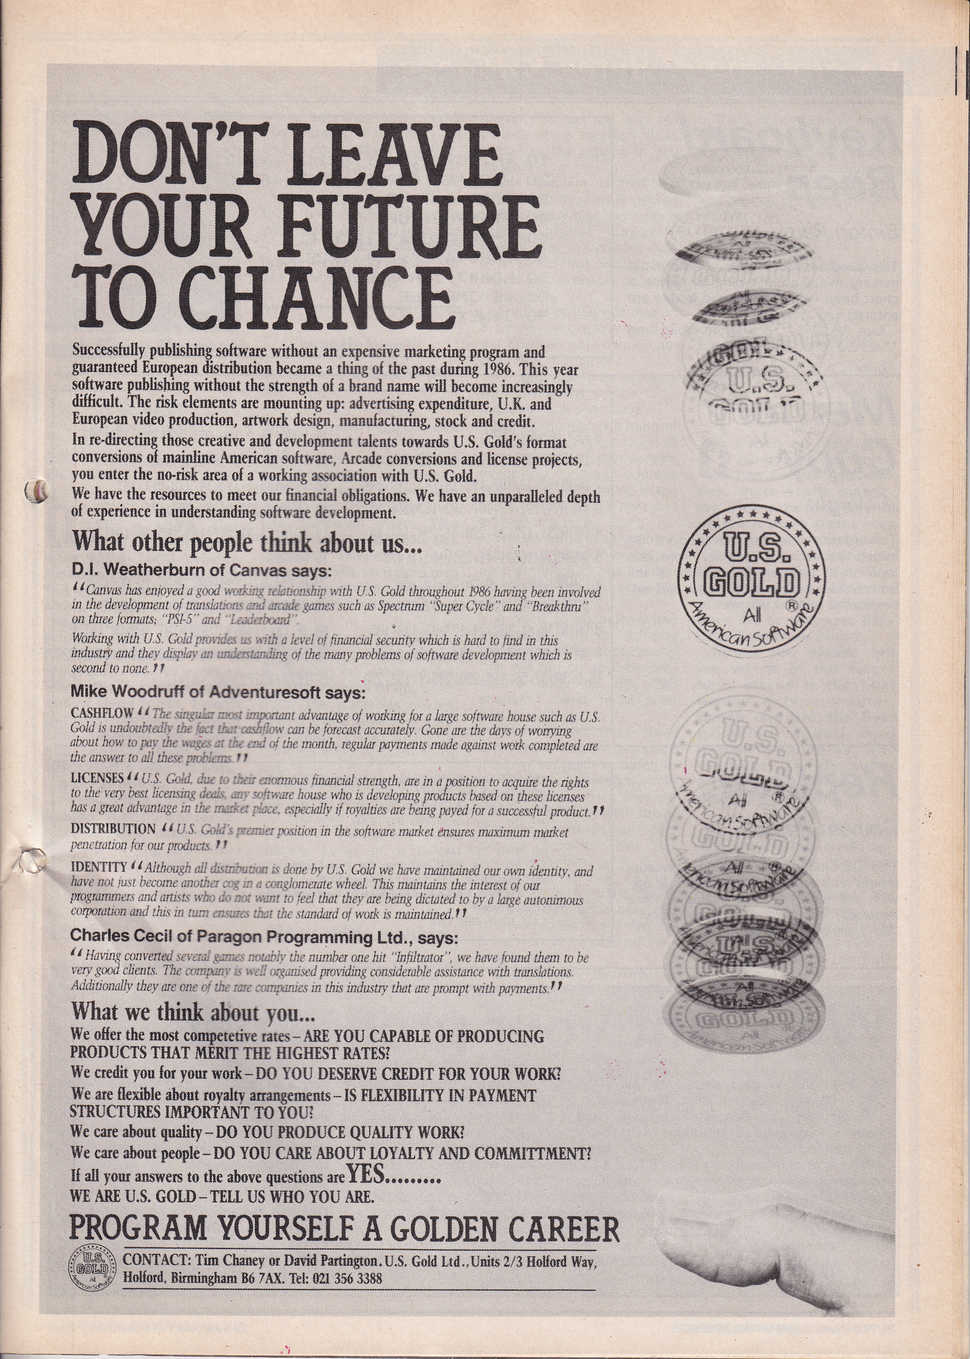 DON'T LEAVE
YOUR FUTURE
TO CHANCE
Successfully publishing software without an expensive marketing program and
guaranteed European distribution became a thing of the past during 1986. This year
software publishing without the strength of a brand name will become increasingly
difficult. The risk elements are mounting up: advertising expenditure, U.K. and
European video production, artwork design, manufacturing, stock and credit.
In re-directing those creative and development talents towards U.S. Gold's format
conversions of mainline American software, Arcade conversions and license projects,
you enter the no-risk area of a working association with U.S. Gold.
We have the resources to meet our financial obligations. We have an unparalleled depth
of experience in understanding software development.
What other people think about us...
D.I. Weatherburn of Canvas says:
“Canvas has enjoyed a good working relationship with U.S. Gold throughout 1986 having been involved
in the development of translations and arcade games such as Spectrum “Super Cycle” and “Breakthru”
on three formats; “PSI-5” and “Leaderboard”.
Working with U.S. Gold provides us with a level of financial security which is hard to find in this
industry and they display an understanding of the many problems of software development which is
second to none.”
Mike Woodruff of Adventuresoft says:
CASHFLOW “The singular most important advantage of working for a large software house such as U.S.
Gold is undoubtedly the fact that cashflow can be forecast accurately. Gone are the days of worrying
about how to pay the wages at the end of the month, regular payments made against work completed are
the answer to all these problems.”
LICENSES “U.S. Gold, due to their enormous financial strength, are in a position to acquire the rights
to the very best licensing deals, any software house who is developing products based on these licenses
has a great advantage in the market place, especially if royalties are being payed for a successful product.”
DISTRIBUTION “U.S. Gold's premier position in the software market ensures maximum market
penetration for our products.”
IDENTITY “Although all distribution is done by U.S. Gold we have maintained our own identity, and
have not just become another cog in a conglomerate wheel. This maintains the interest of our
programmers and artists who do not want to feel that they are being dictated to by a large autonimous
corporation and this in turn ensures that the standard of work is maintained.”
Charles Cecil of Paragon Programming Ltd., says:
“Having converted several games notably the number one hit “Infiltrator”, we have found them to be
very good clients. The company is well organised providing considerable assistance with translations.
Additionally they are one of the rare companies in this industry that are prompt with payments.”
What we think about you...
We offer the most competetive rates – ARE YOU CAPABLE OF PRODUCING
PRODUCTS THAT MERIT THE HIGHEST RATES?
We credit you for your work – DO YOU DESERVE CREDIT FOR YOUR WORK?
We are flexible about royalty arrangements – IS FLEXIBILITY IN PAYMENT
STRUCTURES IMPORTANT TO YOU?
We care about quality – DO YOU PRODUCE QUALITY WORK?
We care about people – DO YOU CARE ABOUT LOYALTY AND COMMITTMENT?
If all your answers to the above questions are YES.........
WE ARE U.S. GOLD – TELL US WHO YOU ARE.
PROGRAM YOURSELF A GOLDEN CAREER
U.S.
GOLD
All
American Software
CONTACT: Tim Chaney or David Partington, U.S. Gold Ltd., Units 2/3 Holford Way,
Holford, Birmingham B6 7AX. Tel: 021 356 3388
U.S.
GOLD
U.S.
GOLD®
All
American Software
U.S.
GOLD
All
American Software
All
American Software
GOLD
All
American Software